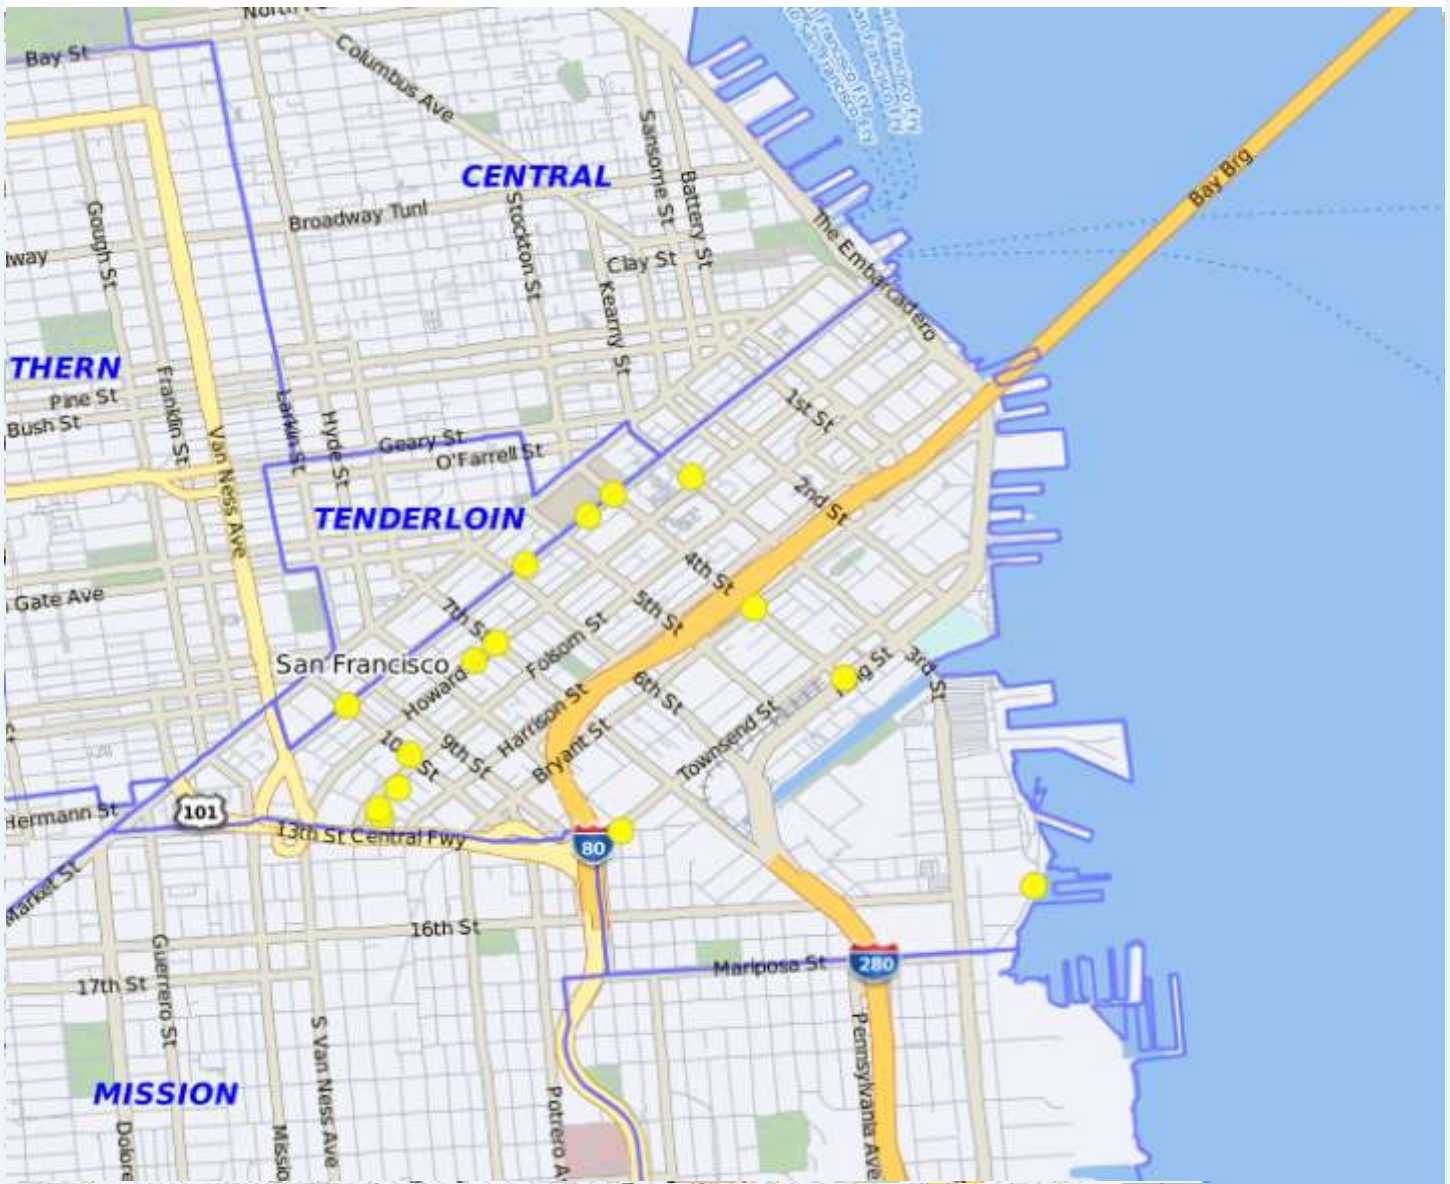 Bay St
Columbus Ave
CENTRAL
Sansome St
Battery St
Gough St
Broadway Tunl
Stockton St
The Embarcadero
Bay Brg
lway
Clay St
Kearny St
THERN
Pine St
Bush St
Franklin St
Larkin St
Hyde St
Geary St
O'Farrell St
1st St
Van Ness Ave
TENDERLOIN
2nd St
Gate Ave
4th St
5th St
7th St
Folsom St
San Francisco
Howard
6th St
3rd St
Harrison St
10
St
9th St
Bryant St
Townsend St
Hermann St
101
13th St Central Fwy
80
Market St
16th St
Mariposa St
280
17th St
Guerrero St
S Van Ness Ave
Pennsylvania Ave
MISSION
Potrero A
Dolore
Missio